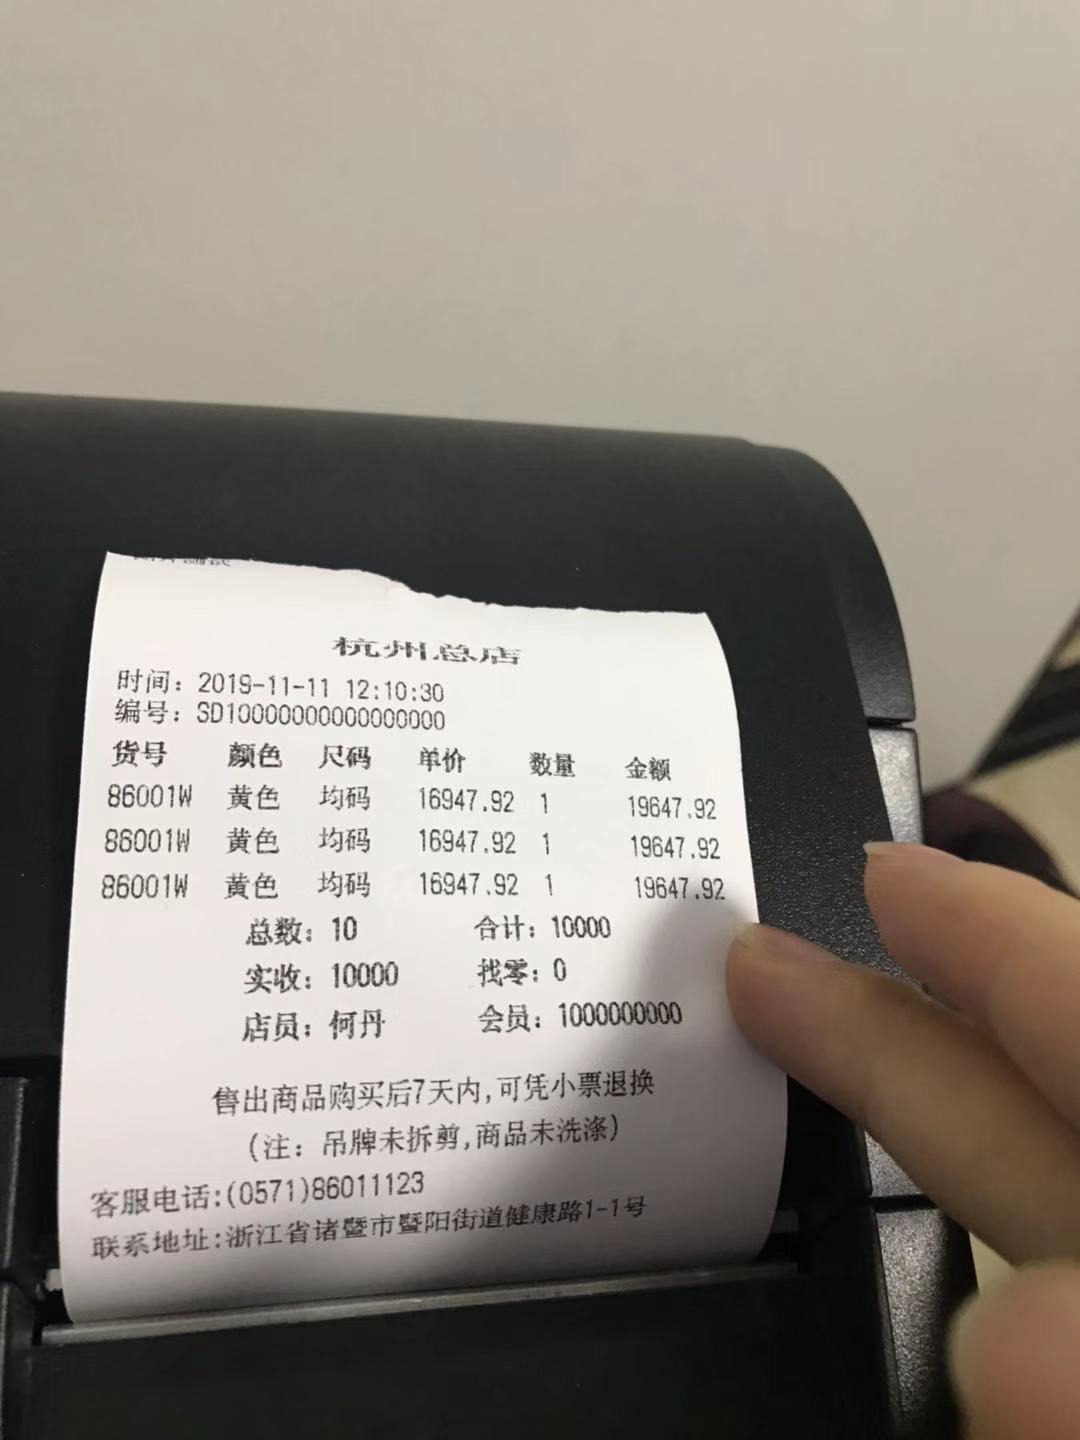 杭州总店
时间：2019-11-11 12:10:30
编号：SD10000000000000000
货号 颜色 尺码 单价 数量 金额
86001W 黄色 均码 16947.92 1 19647.92
86001W 黄色 均码 16947.92 1 19647.92
86001W 黄色 均码 16947.92 1 19647.92
总数：10 合计：10000
实收：10000 找零：0
店员：何丹 会员：1000000000
售出商品购买后7天内,可凭小票退换
(注：吊牌未拆剪,商品未洗涤)
客服电话:(0571)86011123
联系地址:浙江省诸暨市暨阳街道健康路1-1号